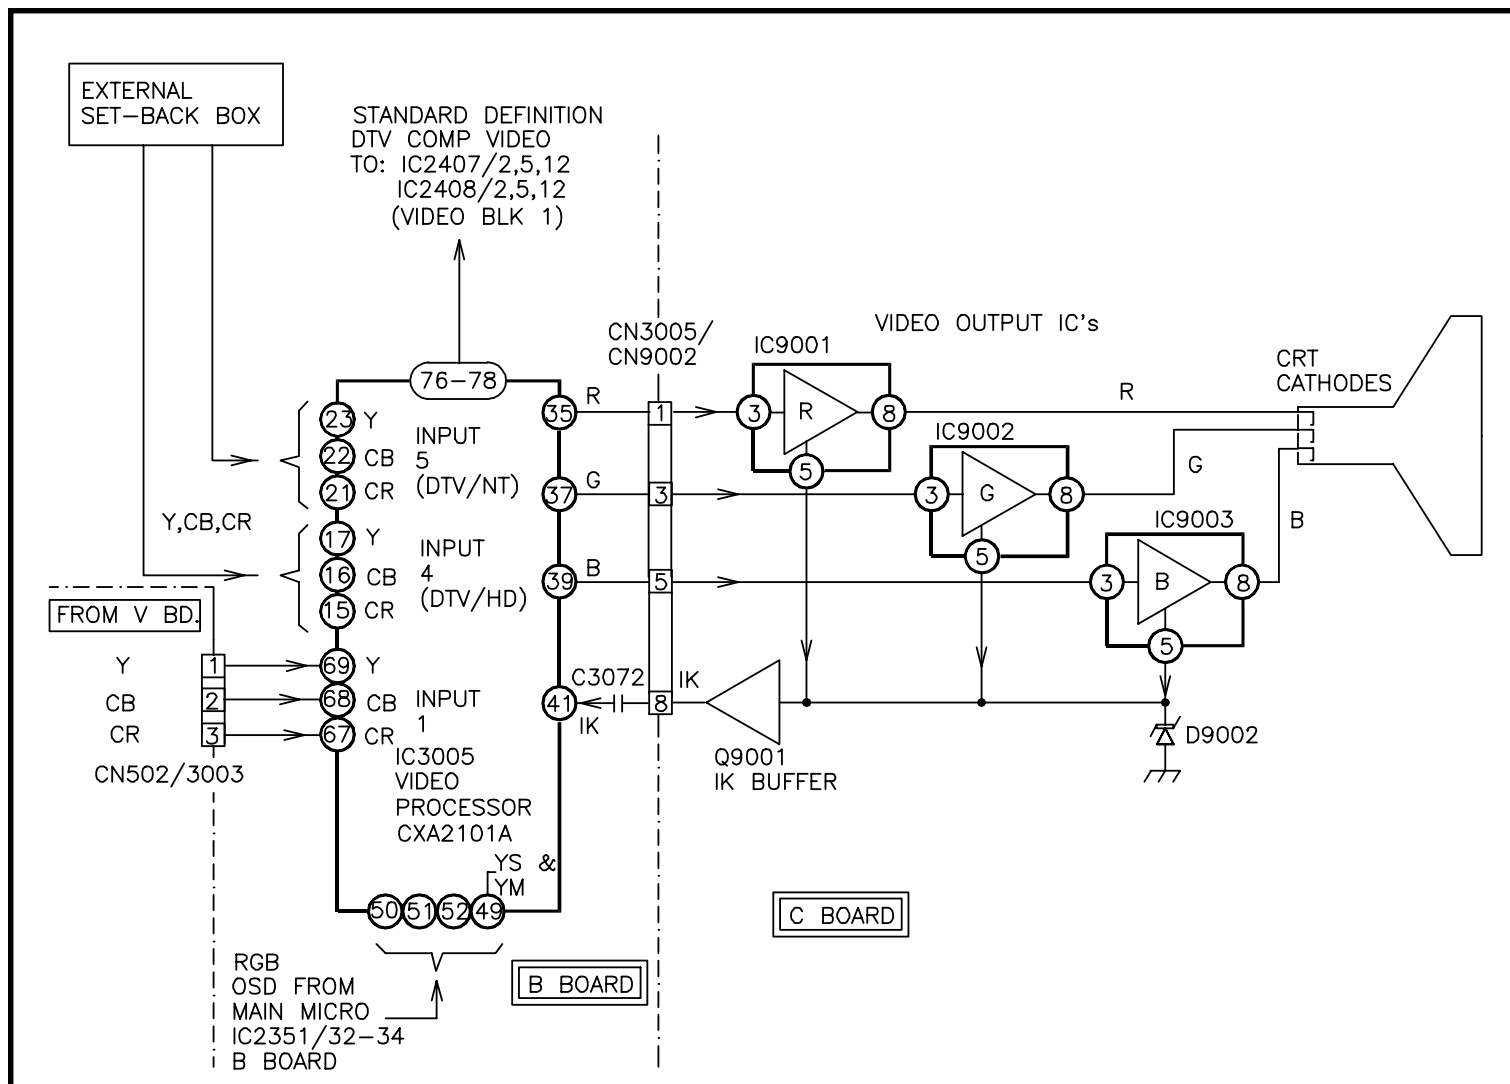 EXTERNAL
SET-BACK BOX
STANDARD DEFINITION
DTV COMP VIDEO
TO: IC2407/2,5,12
IC2408/2,5,12
(VIDEO BLK 1)
CN3005/
CN9002
VIDEO OUTPUT IC's
IC9001
CRT
CATHODES
76-78
R
35
1
3
R
8
R
5
23 Y
22 CB
21 CR
INPUT
5
(DTV/NT)
IC9002
37
G
3
3
G
8
G
5
Y,CB,CR
17 Y
16 CB
15 CR
INPUT
4
(DTV/HD)
IC9003
39
B
5
3
B
8
B
5
FROM V BD.
Y
1
69 Y
CB
2
68 CB
CR
3
67 CR
INPUT
1
CN502/3003
41
C3072
IK
8
IK
Q9001
IK BUFFER
D9002
IC3005
VIDEO
PROCESSOR
CXA2101A
YS &
YM
50 51 52 49
C BOARD
B BOARD
RGB
OSD FROM
MAIN MICRO
IC2351/32-34
B BOARD